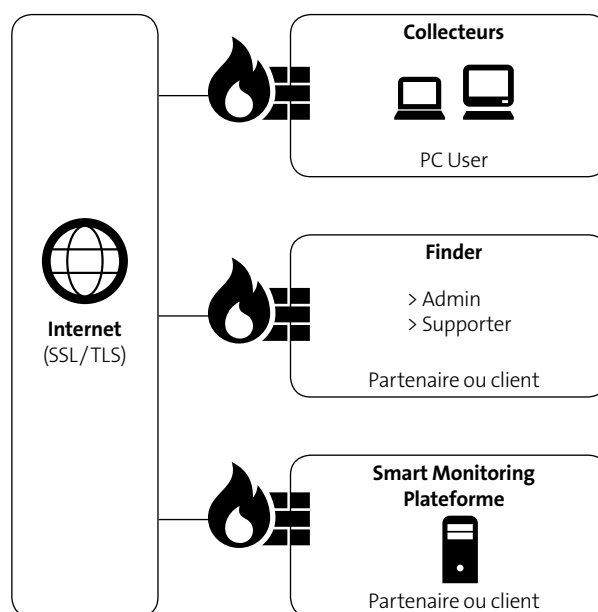 Collecteurs
PC User
Internet
(SSL/TLS)
Finder
> Admin
> Supporter
Partenaire ou client
Smart Monitoring
Plateforme
Partenaire ou client